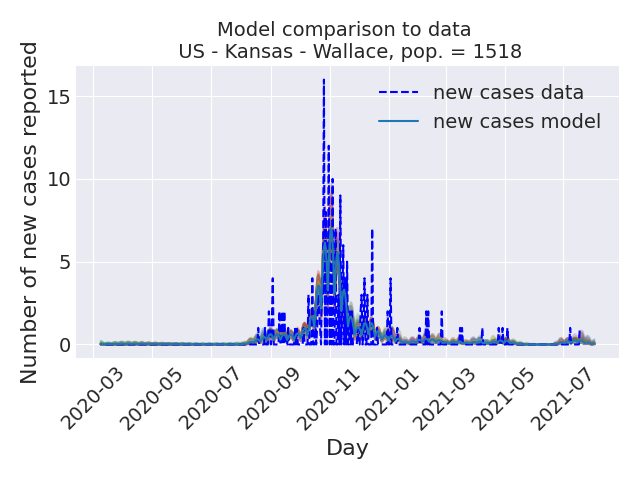 Model comparison to data
US - Kansas - Wallace, pop. = 1518
Number of new cases reported
15
10
5
0
new cases data
new cases model
2020-03
2020-05
2020-07
2020-09
2020-11
2021-01
2021-03
2021-05
2021-07
Day